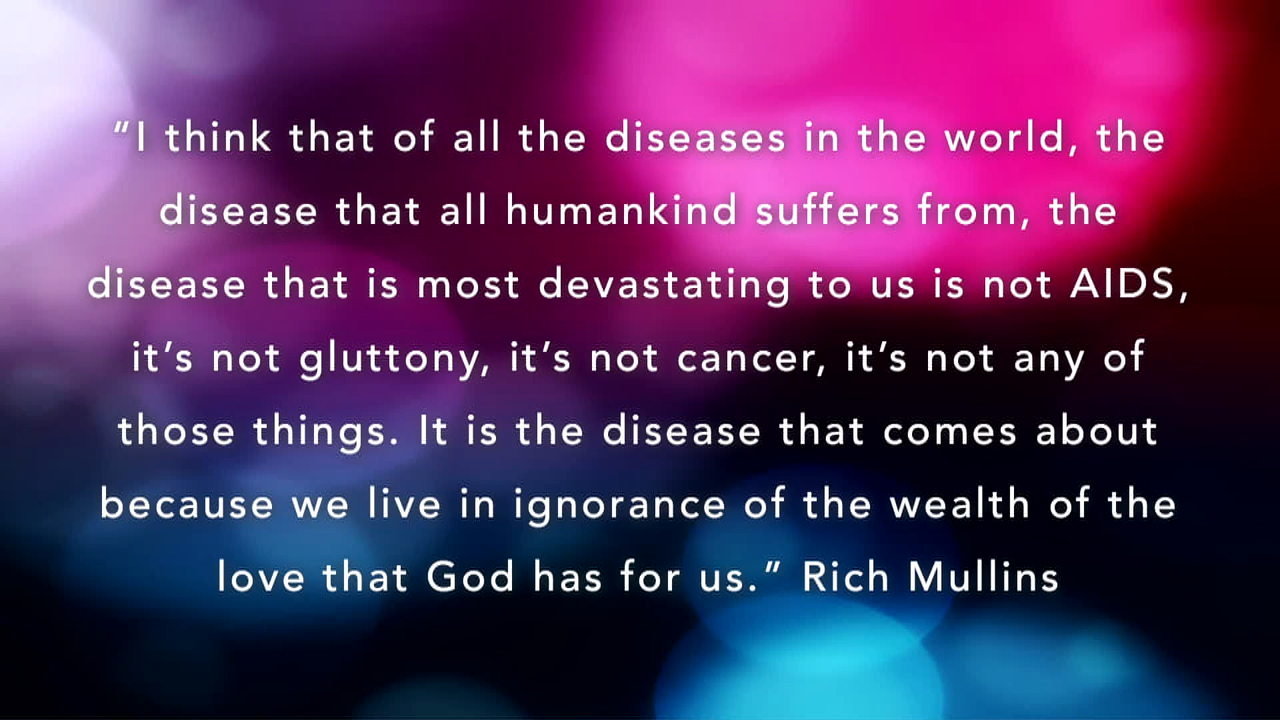 “I think that of all the diseases in the world, the
disease that all humankind suffers from, the
disease that is most devastating to us is not AIDS,
it’s not gluttony, it’s not cancer, it’s not any of
those things. It is the disease that comes about
because we live in ignorance of the wealth of the
love that God has for us.” Rich Mullins